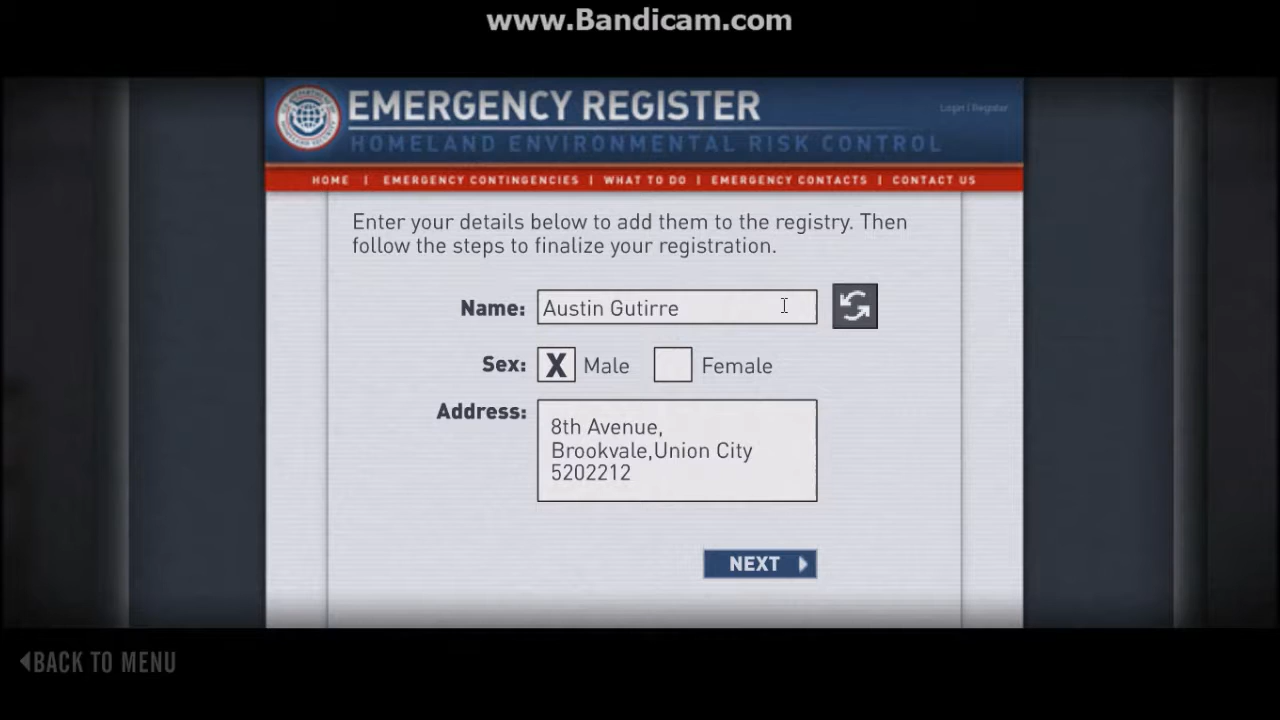 www.Bandicam.com
EMERGENCY REGISTER
Login | Register
HOMELAND ENVIRONMENTAL RISK CONTROL
HOME | EMERGENCY CONTINGENCIES | WHAT TO DO | EMERGENCY CONTACTS | CONTACT US
Enter your details below to add them to the registry. Then
follow the steps to finalize your registration.
Name: Austin Gutirre
Sex: X Male Female
Address: 8th Avenue,
Brookvale,Union City
5202212
NEXT
BACK TO MENU